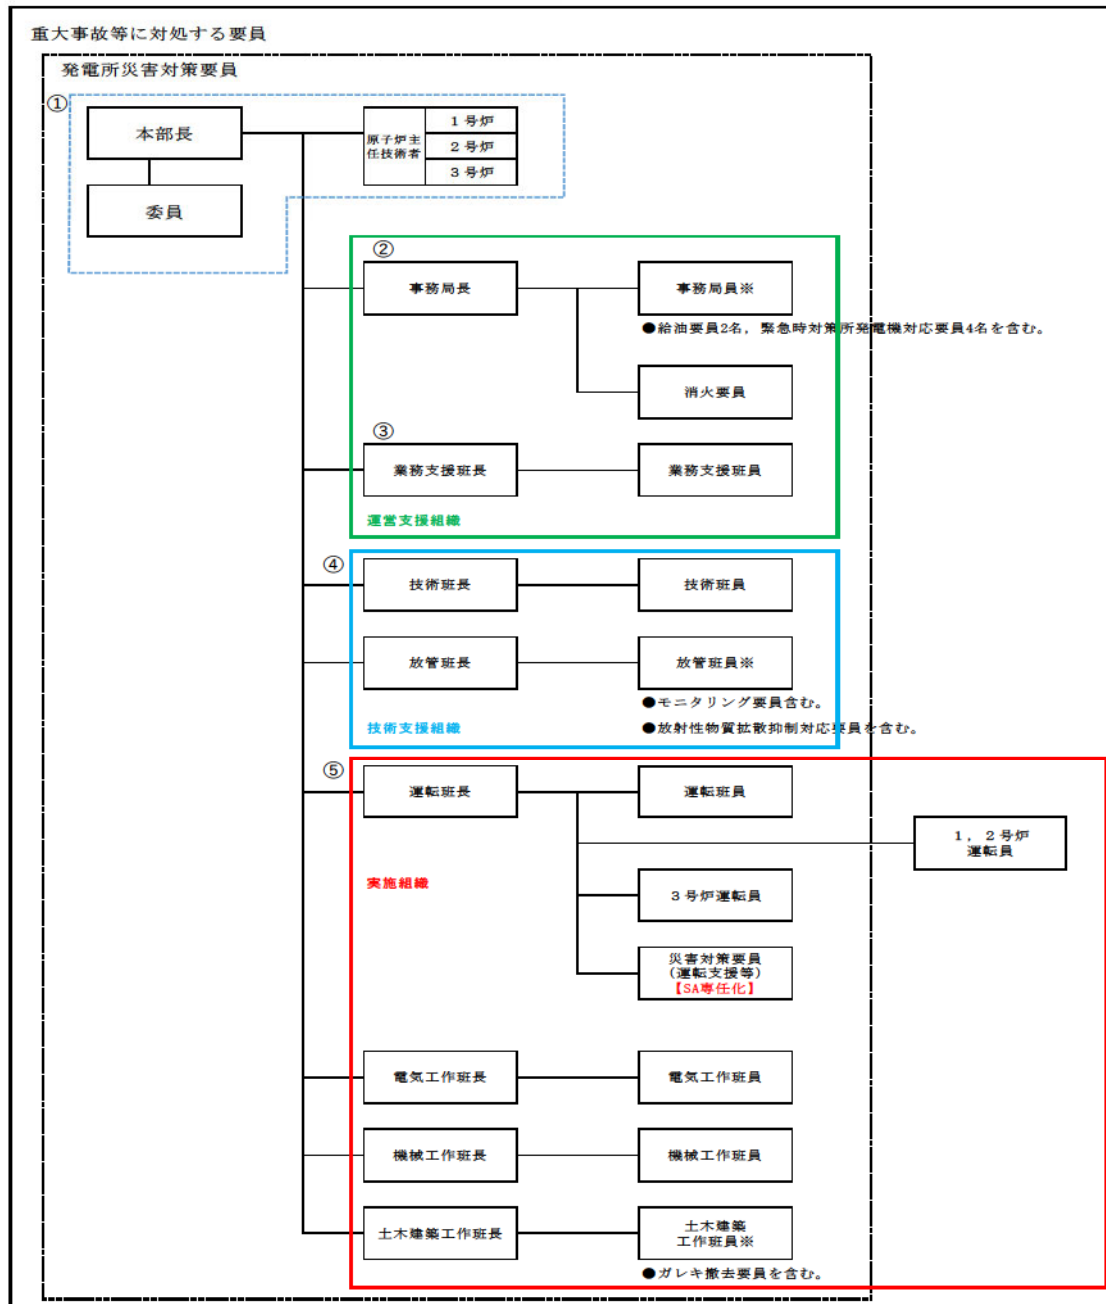 重大事故等に対処する要員
発電所災害対策要員
①
本部長
原子炉主
任技術者
1号炉
2号炉
3号炉
委員
②
事務局長
事務局員※
●給油要員2名，緊急時対策所発電機対応要員4名を含む。
消火要員
③
業務支援班長
業務支援班員
運営支援組織
④
技術班長
技術班員
放管班長
放管班員※
●モニタリング要員含む。
技術支援組織
●放射性物質拡散抑制対応要員を含む。
⑤
運転班長
運転班員
1，2号炉
運転員
実施組織
3号炉運転員
災害対策要員
(運転支援等)
【SA専任化】
電気工作班長
電気工作班員
機械工作班長
機械工作班員
土木建築工作班長
土木建築
工作班員※
●ガレキ撤去要員を含む。